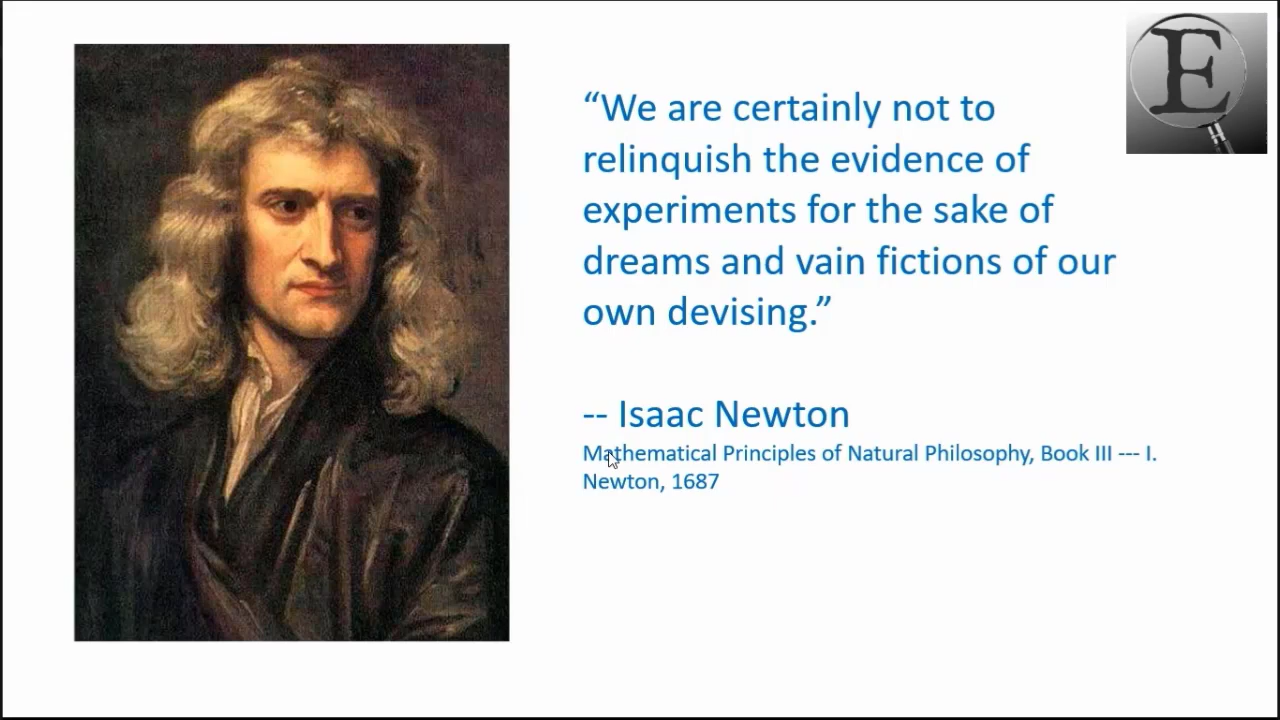 “We are certainly not to
relinquish the evidence of
experiments for the sake of
dreams and vain fictions of our
own devising.”
-- Isaac Newton
Mathematical Principles of Natural Philosophy, Book III --- I.
Newton, 1687
E